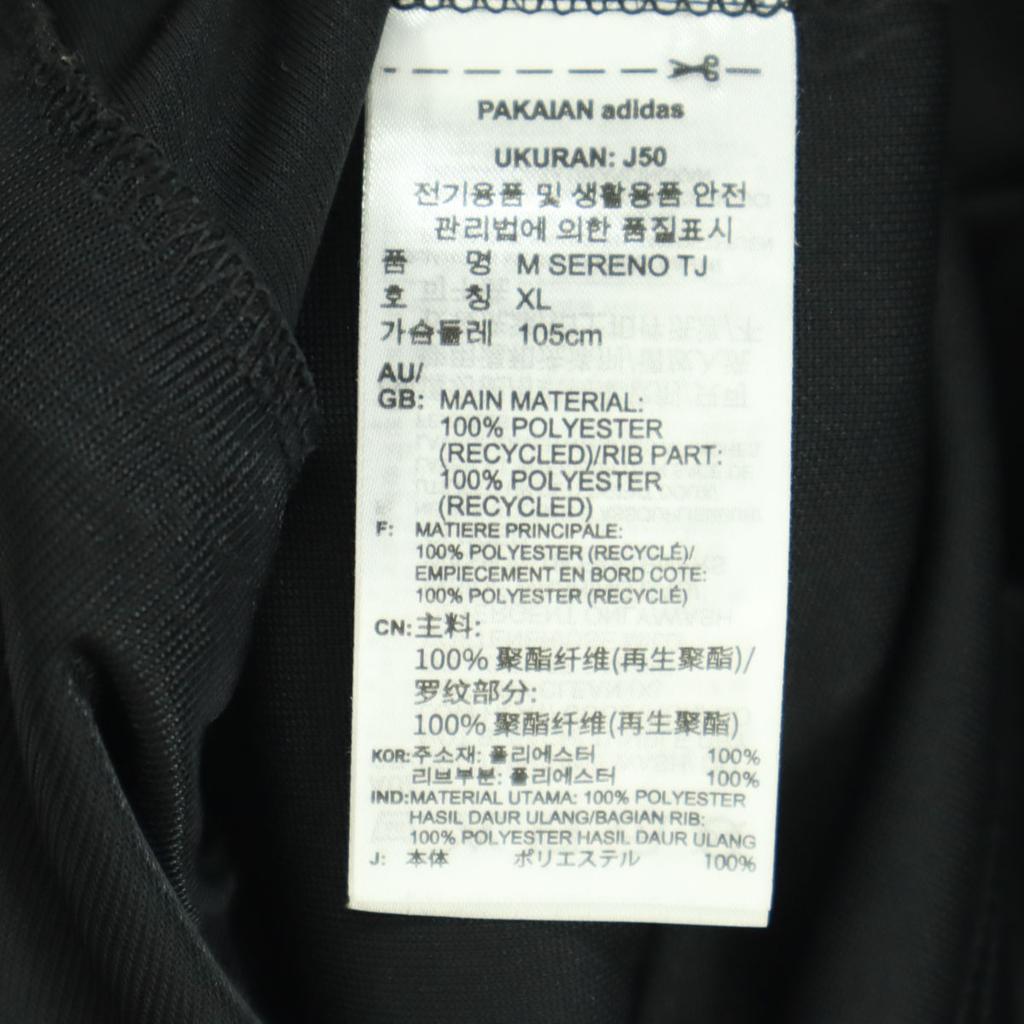 PAKAIAN adidas
UKURAN: J50
전기용품 및 생활용품 안전
관리법에 의한 품질표시
품 명 M SERENO TJ
호 칭 XL
가슴둘레 105cm
AU/
GB: MAIN MATERIAL:
100% POLYESTER
(RECYCLED)/RIB PART:
100% POLYESTER
(RECYCLED)
F: MATIERE PRINCIPALE:
100% POLYESTER (RECYCLÉ)/
EMPIECEMENT EN BORD COTE:
100% POLYESTER (RECYCLÉ)
CN: 主料:
100% 聚酯纤维(再生聚酯)/
罗纹部分:
100% 聚酯纤维(再生聚酯)
KOR: 주소재: 폴리에스터 100%
리브부분: 폴리에스터 100%
IND: MATERIAL UTAMA: 100% POLYESTER
HASIL DAUR ULANG/BAGIAN RIB:
100% POLYESTER HASIL DAUR ULANG
J: 本体 ポリエステル 100%